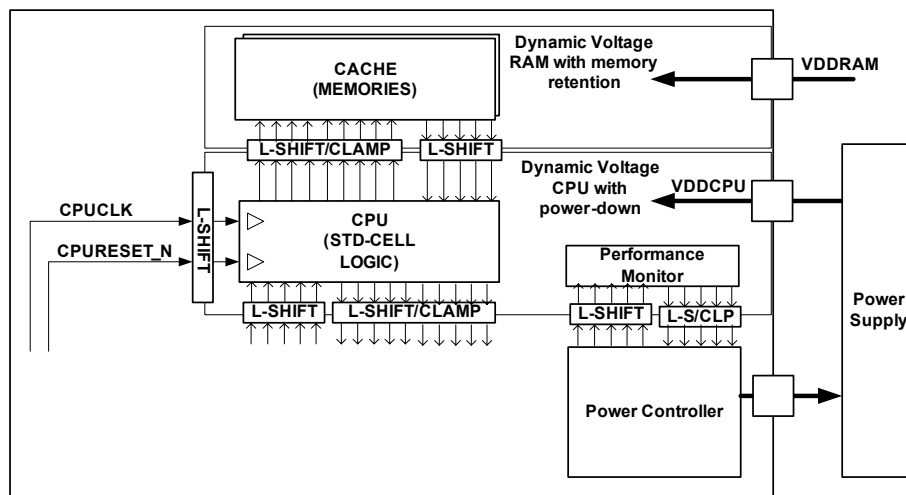 CACHE
(MEMORIES)
Dynamic Voltage
RAM with memory
retention
VDDRAM
L-SHIFT/CLAMP
L-SHIFT
Dynamic Voltage
CPU with
power-down
VDDCPU
CPUCLK
CPURESET_N
L-SHIFT
CPU
(STD-CELL
LOGIC)
Performance
Monitor
Power
Supply
L-SHIFT
L-SHIFT/CLAMP
L-SHIFT
L-S/CLP
Power Controller